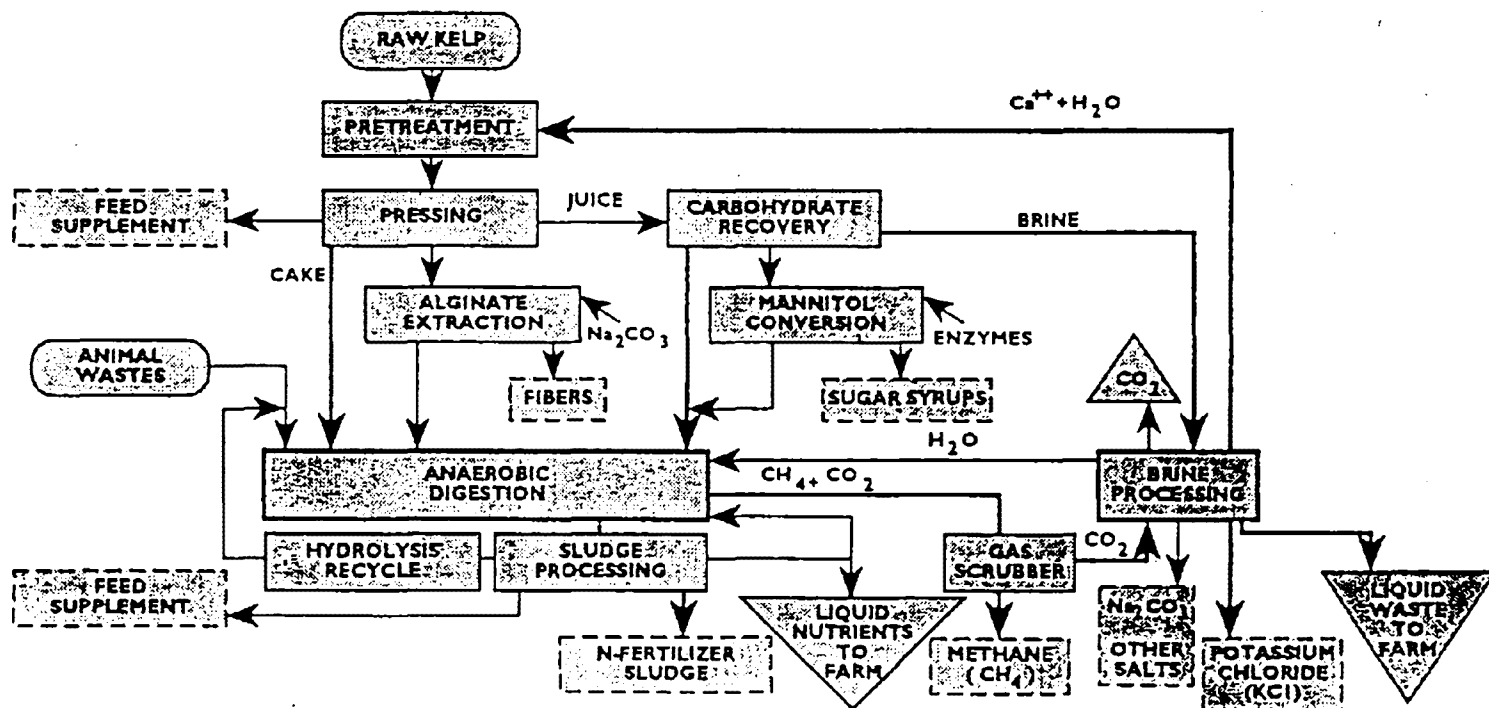 RAW KELP
Ca⁺⁺ + H₂O
PRETREATMENT
FEED
SUPPLEMENT
PRESSING
JUICE
CARBOHYDRATE
RECOVERY
BRINE
CAKE
ALGINATE
EXTRACTION
Na₂CO₃
MANNITOL
CONVERSION
ENZYMES
ANIMAL
WASTES
FIBERS
SUGAR SYRUPS
CO₂
H₂O
ANAEROBIC
DIGESTION
CH₄+ CO₂
BRINE
PROCESSING
HYDROLYSIS
RECYCLE
SLUDGE
PROCESSING
GAS
SCRUBBER
CO₂
FEED
SUPPLEMENT
N-FERTILIZER
SLUDGE
LIQUID
NUTRIENTS
TO
FARM
METHANE
(CH₄)
Na₂CO₃
OTHER
SALTS
POTASSIUM
CHLORIDE
(KCl)
LIQUID
WASTE
TO
FARM